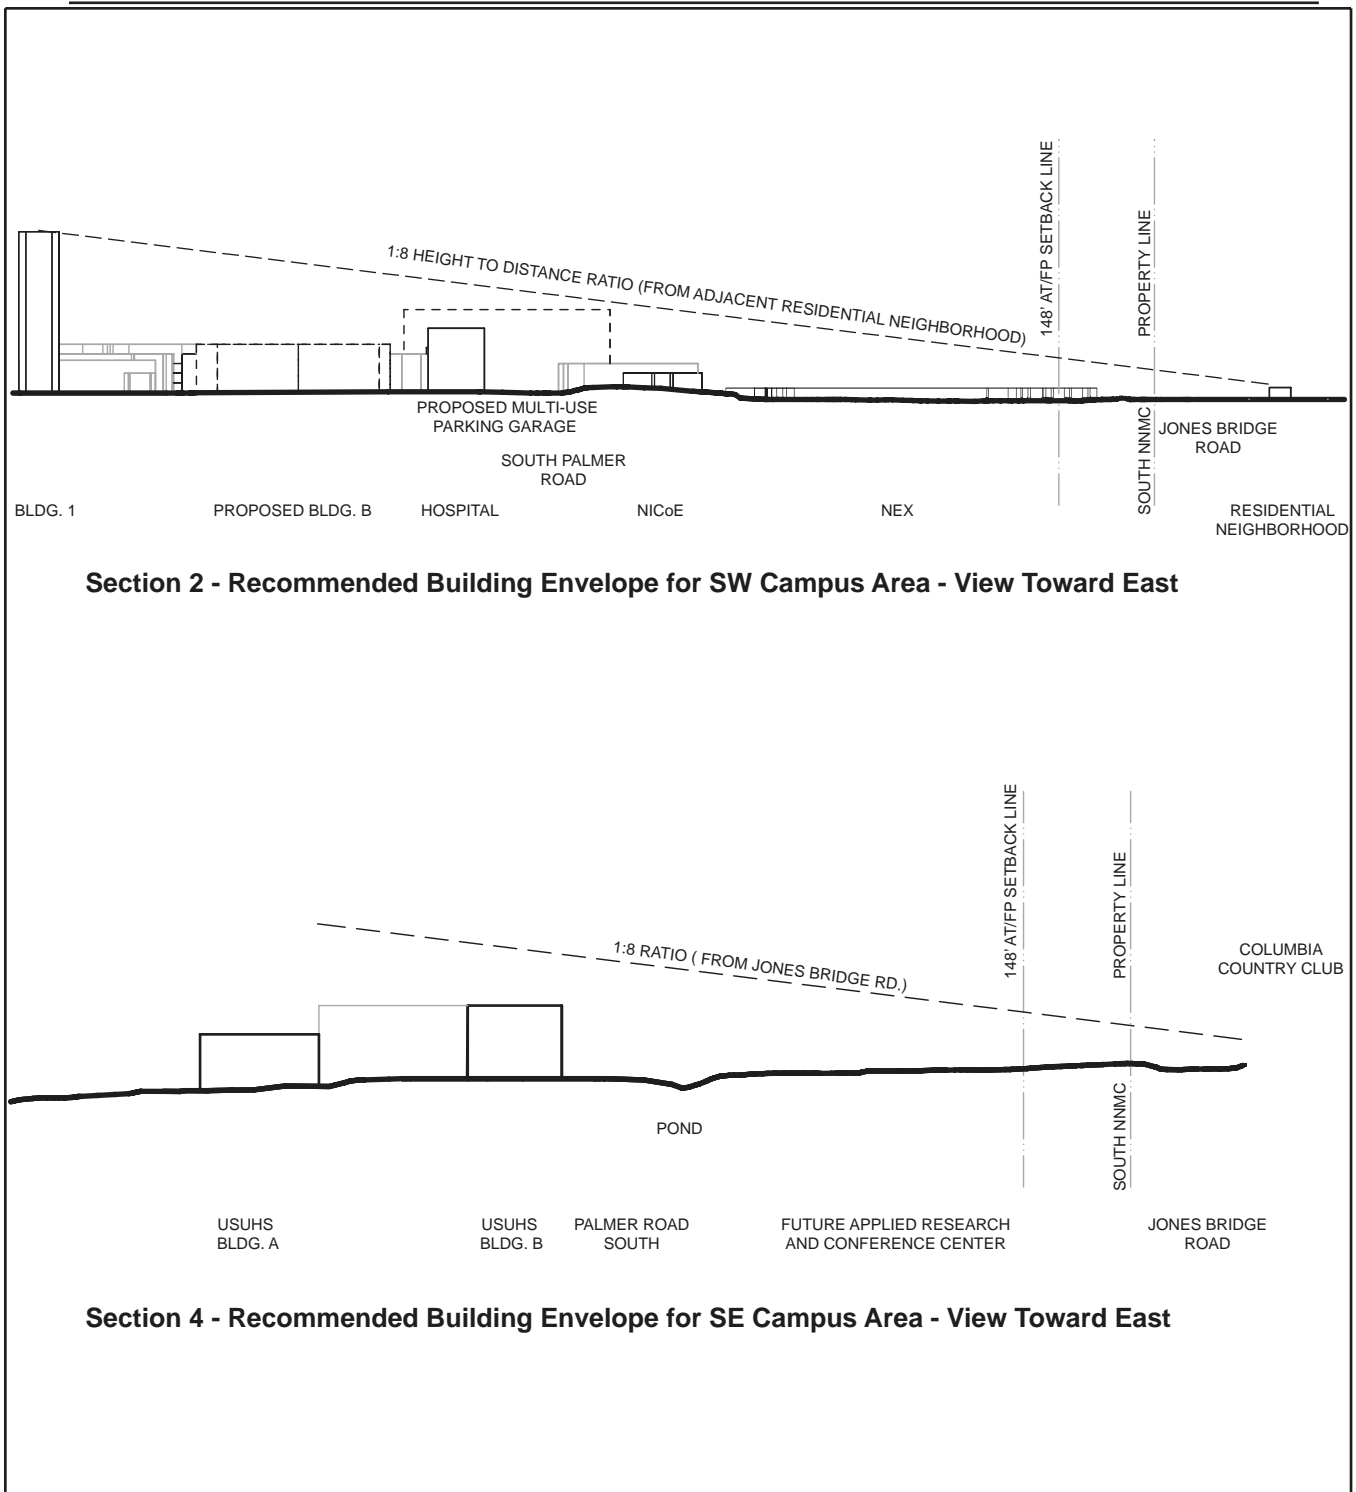 148' AT/FP SETBACK LINE
PROPERTY LINE
1:8 HEIGHT TO DISTANCE RATIO (FROM ADJACENT RESIDENTIAL NEIGHBORHOOD)
PROPOSED MULTI-USE
PARKING GARAGE
SOUTH NNMC
JONES BRIDGE
ROAD
SOUTH PALMER
ROAD
BLDG. 1
PROPOSED BLDG. B
HOSPITAL
NICoE
NEX
RESIDENTIAL
NEIGHBORHOOD
Section 2 - Recommended Building Envelope for SW Campus Area - View Toward East
148' AT/FP SETBACK LINE
PROPERTY LINE
1:8 RATIO ( FROM JONES BRIDGE RD.)
COLUMBIA
COUNTRY CLUB
POND
SOUTH NNMC
USUHS
BLDG. A
USUHS
BLDG. B
PALMER ROAD
SOUTH
FUTURE APPLIED RESEARCH
AND CONFERENCE CENTER
JONES BRIDGE
ROAD
Section 4 - Recommended Building Envelope for SE Campus Area - View Toward East